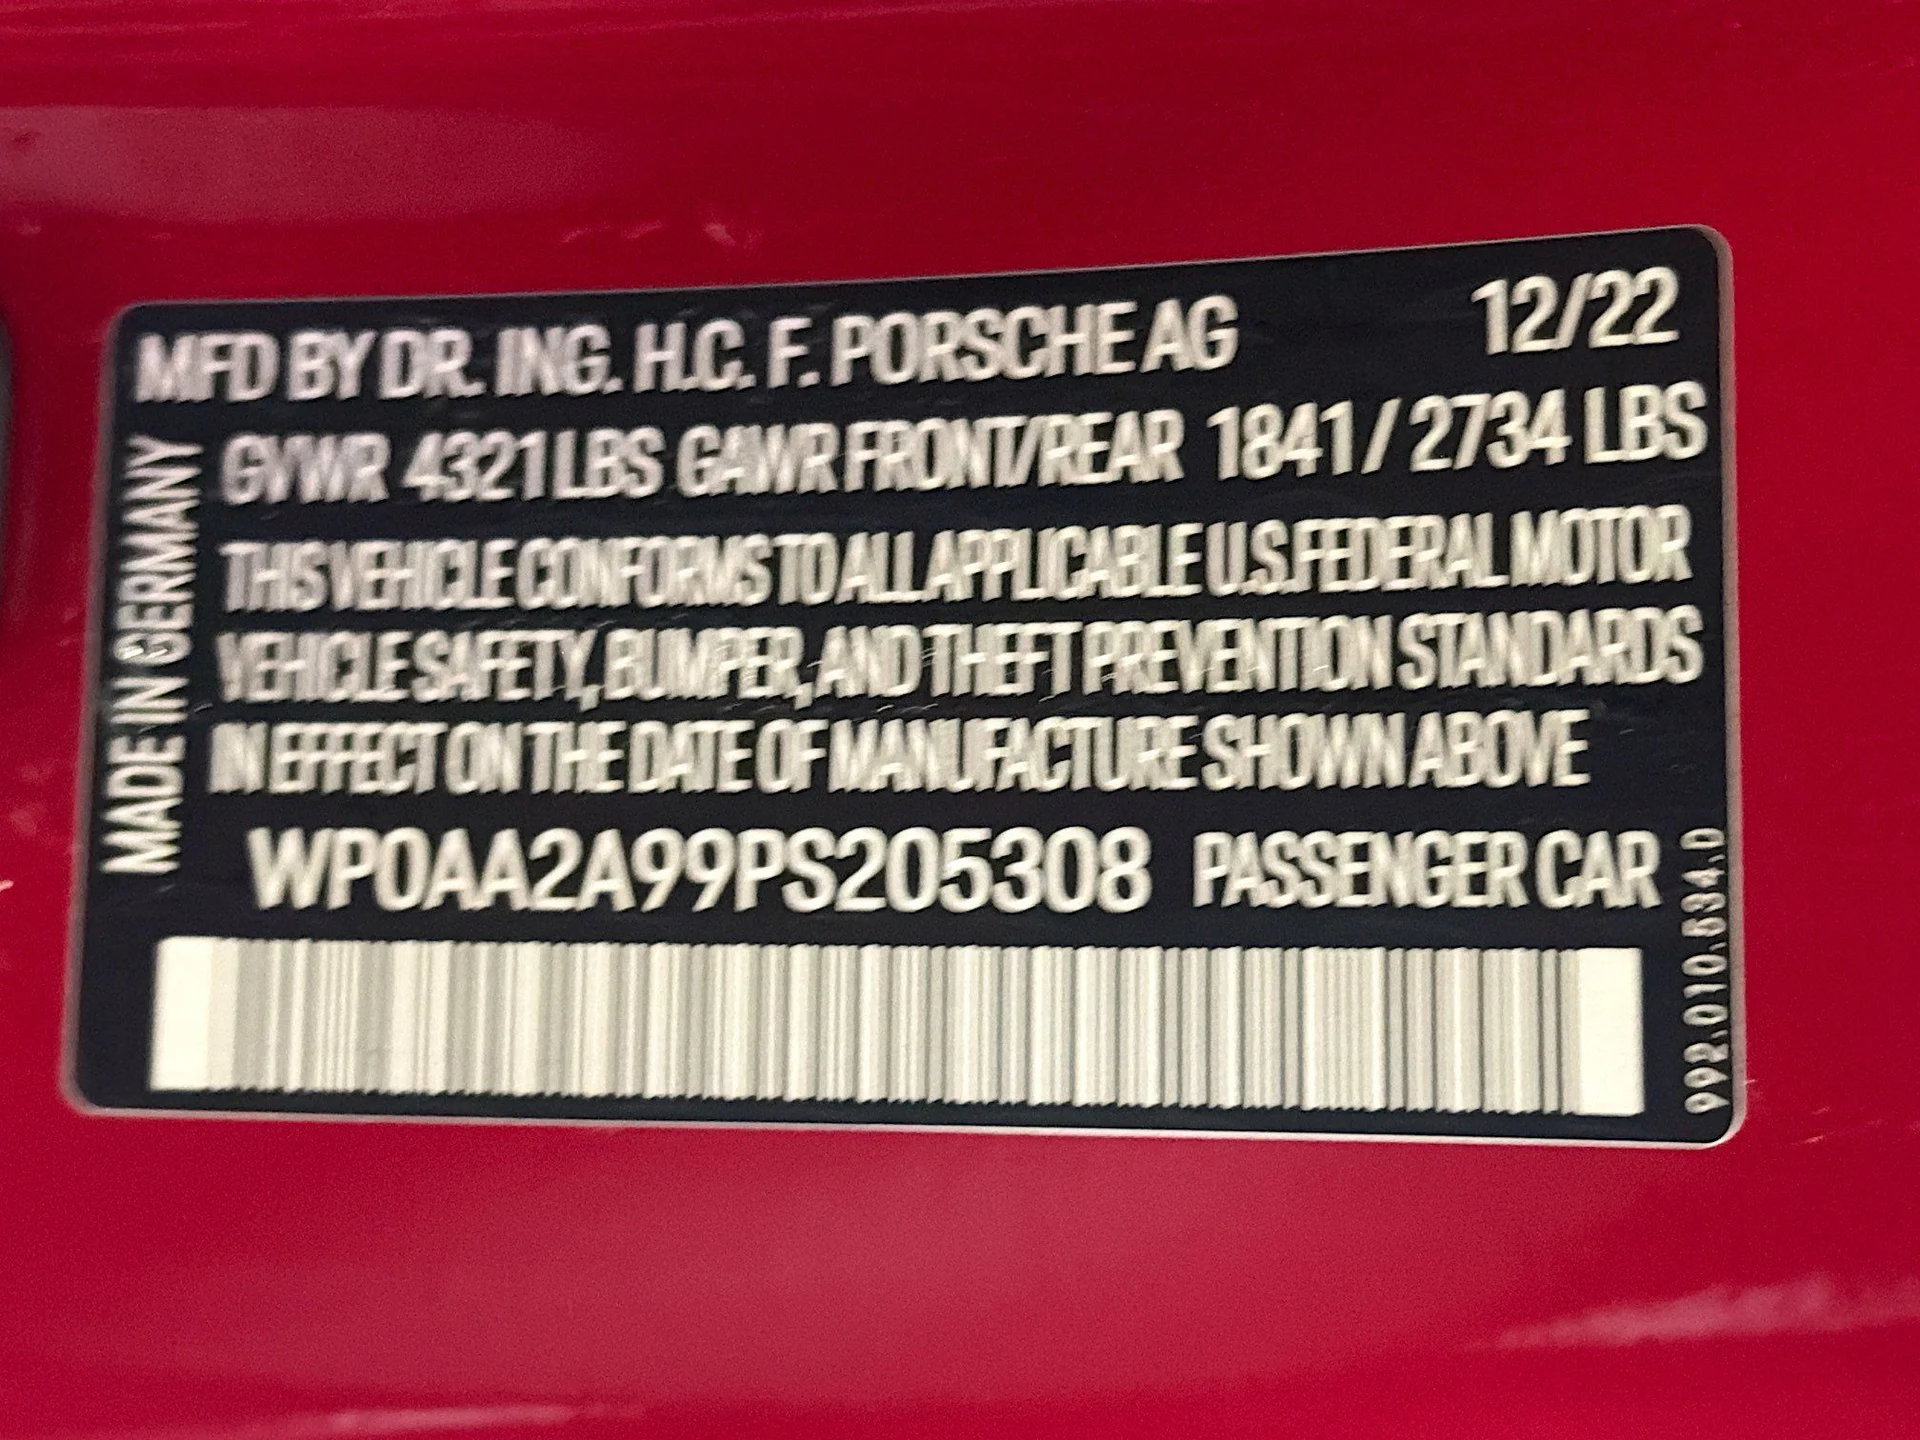 MFD BY DR. ING. H.C. F. PORSCHE AG 12/22
GVWR 4321 LBS GAWR FRONT/REAR 1841 / 2734 LBS
THIS VEHICLE CONFORMS TO ALL APPLICABLE U.S.FEDERAL MOTOR
VEHICLE SAFETY, BUMPER, AND THEFT PREVENTION STANDARDS
IN EFFECT ON THE DATE OF MANUFACTURE SHOWN ABOVE
WP0AA2A99PS205308 PASSENGER CAR
MADE IN GERMANY
992.010.534.D